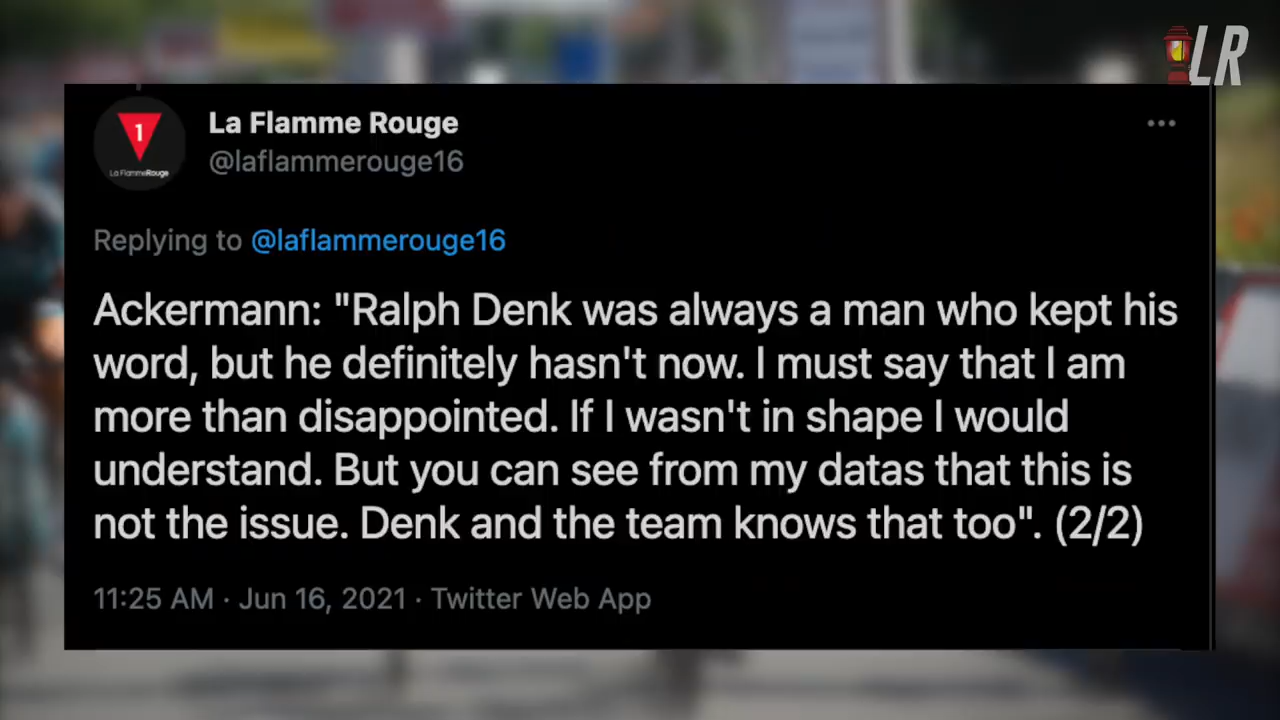 LR
1
La FlammeRouge
La Flamme Rouge
@laflammerouge16
Replying to @laflammerouge16
Ackermann: "Ralph Denk was always a man who kept his
word, but he definitely hasn't now. I must say that I am
more than disappointed. If I wasn't in shape I would
understand. But you can see from my datas that this is
not the issue. Denk and the team knows that too". (2/2)
11:25 AM · Jun 16, 2021 · Twitter Web App